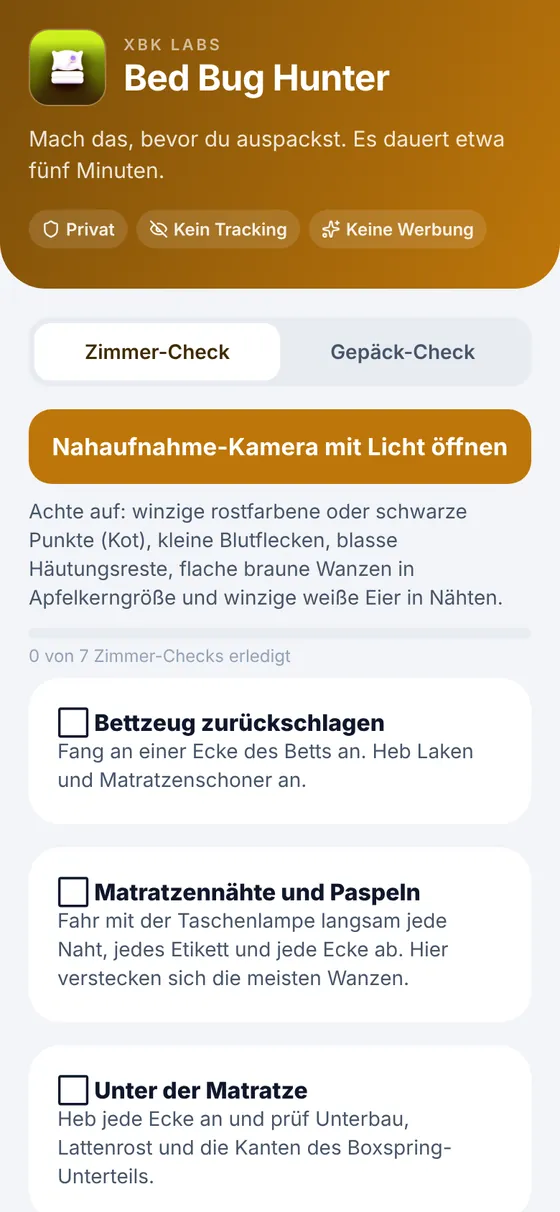 XBK LABS
Bed Bug Hunter
Mach das, bevor du auspackst. Es dauert etwa
fünf Minuten.
Privat
Kein Tracking
Keine Werbung
Zimmer-Check
Gepäck-Check
Nahaufnahme-Kamera mit Licht öffnen
Achte auf: winzige rostfarbene oder schwarze
Punkte (Kot), kleine Blutflecken, blasse
Häutungsreste, flache braune Wanzen in
Apfelkerngröße und winzige weiße Eier in Nähten.
0 von 7 Zimmer-Checks erledigt
Bettzeug zurückschlagen
Fang an einer Ecke des Betts an. Heb Laken
und Matratzenschoner an.
Matratzennähte und Paspeln
Fahr mit der Taschenlampe langsam jede
Naht, jedes Etikett und jede Ecke ab. Hier
verstecken sich die meisten Wanzen.
Unter der Matratze
Heb jede Ecke an und prüf Unterbau,
Lattenrost und die Kanten des Boxspring-
Unterteils.